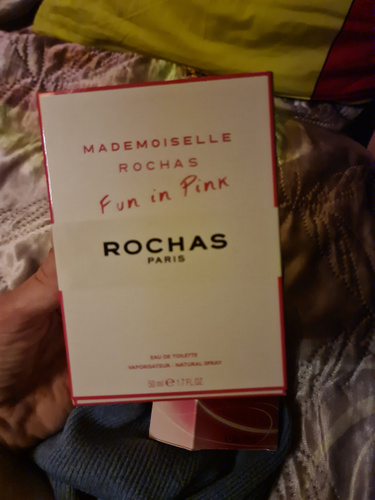 MADEMOISELLE
ROCHAS
Fun in Pink
ROCHAS
PARIS
EAU DE TOILETTE
VAPORISATEUR - NATURAL SPRAY
50 ml ℮ 1.7 FL.OZ